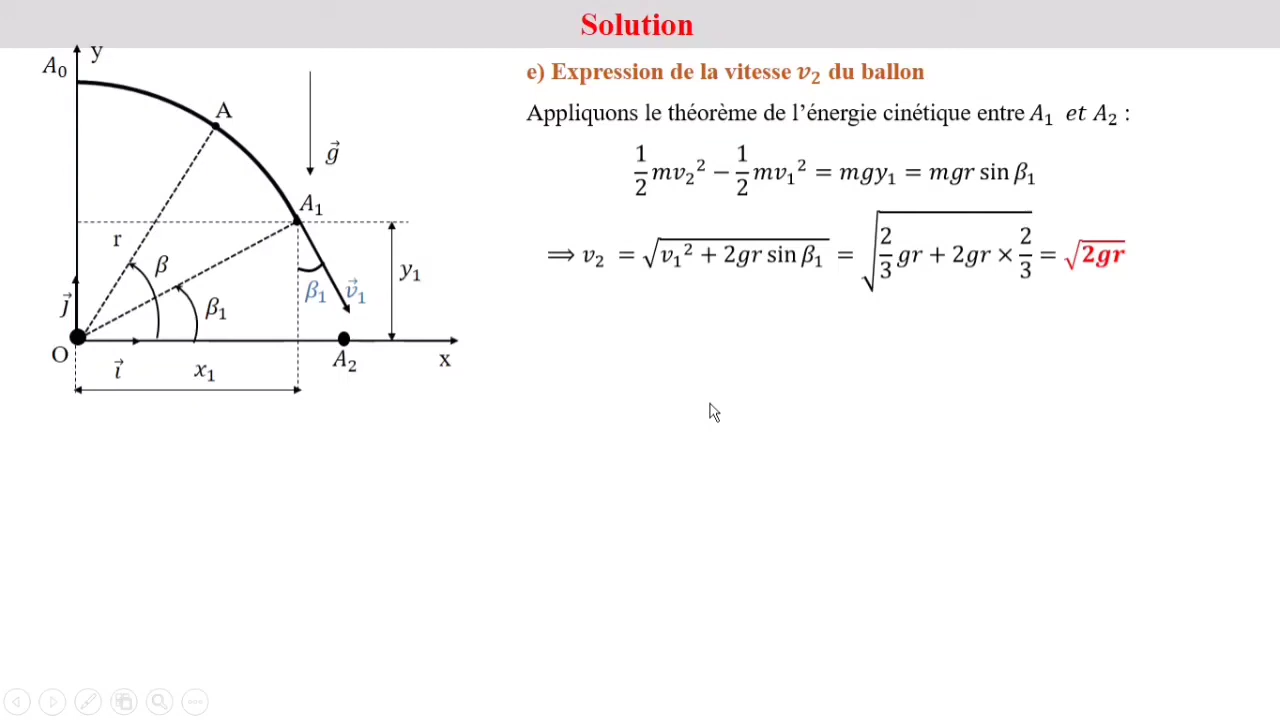 Solution
y
A₀
A
g⃗
A₁
r
β
y₁
β₁
v⃗₁
β₁
j⃗
O
A₂
x
i⃗
x₁
e) Expression de la vitesse v₂ du ballon
Appliquons le théorème de l’énergie cinétique entre A₁ et A₂ :
1/2 mv₂² − 1/2 mv₁² = mgy₁ = mgr sin β₁
⟹ v₂ = √(v₁² + 2gr sin β₁) = √(2/3 gr + 2gr × 2/3) = √2gr